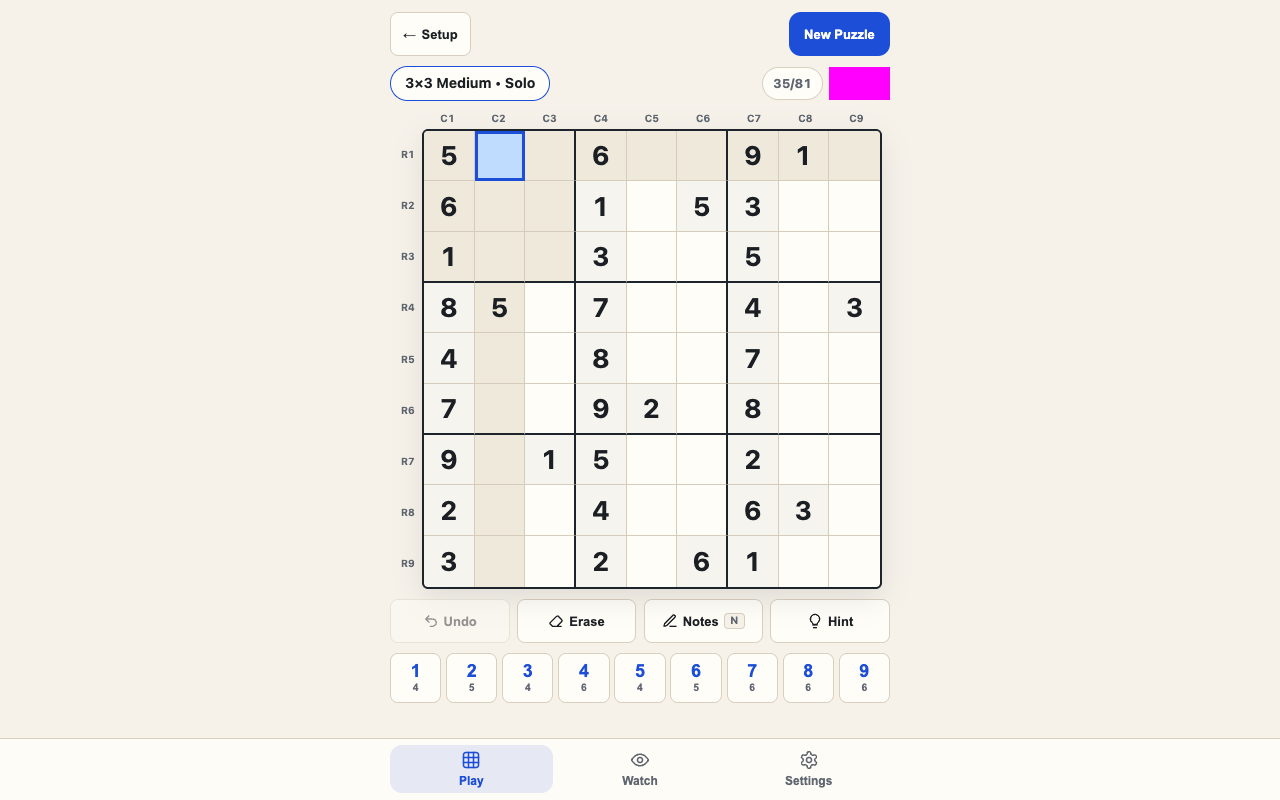 ← Setup
New Puzzle
3×3 Medium • Solo
35/81
C1 C2 C3 C4 C5 C6 C7 C8 C9
R1 5 6 9 1
R2 6 1 5 3
R3 1 3 5
R4 8 5 7 4 3
R5 4 8 7
R6 7 9 2 8
R7 9 1 5 2
R8 2 4 6 3
R9 3 2 6 1
Undo Erase Notes N Hint
1 2 3 4 5 6 7 8 9
4 5 4 6 4 5 6 6 6
Play Watch Settings